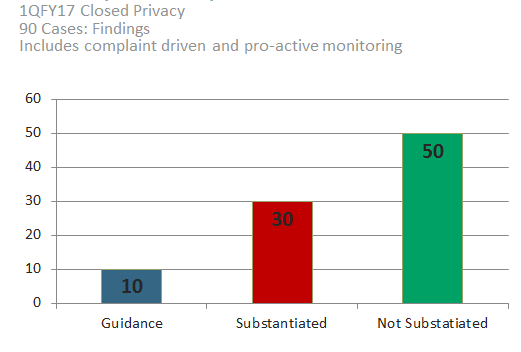 1QFY17 Closed Privacy
90 Cases: Findings
Includes complaint driven and pro-active monitoring
60
50
40
30
20
10
0
10
30
50
Guidance Substantiated Not Substatiated